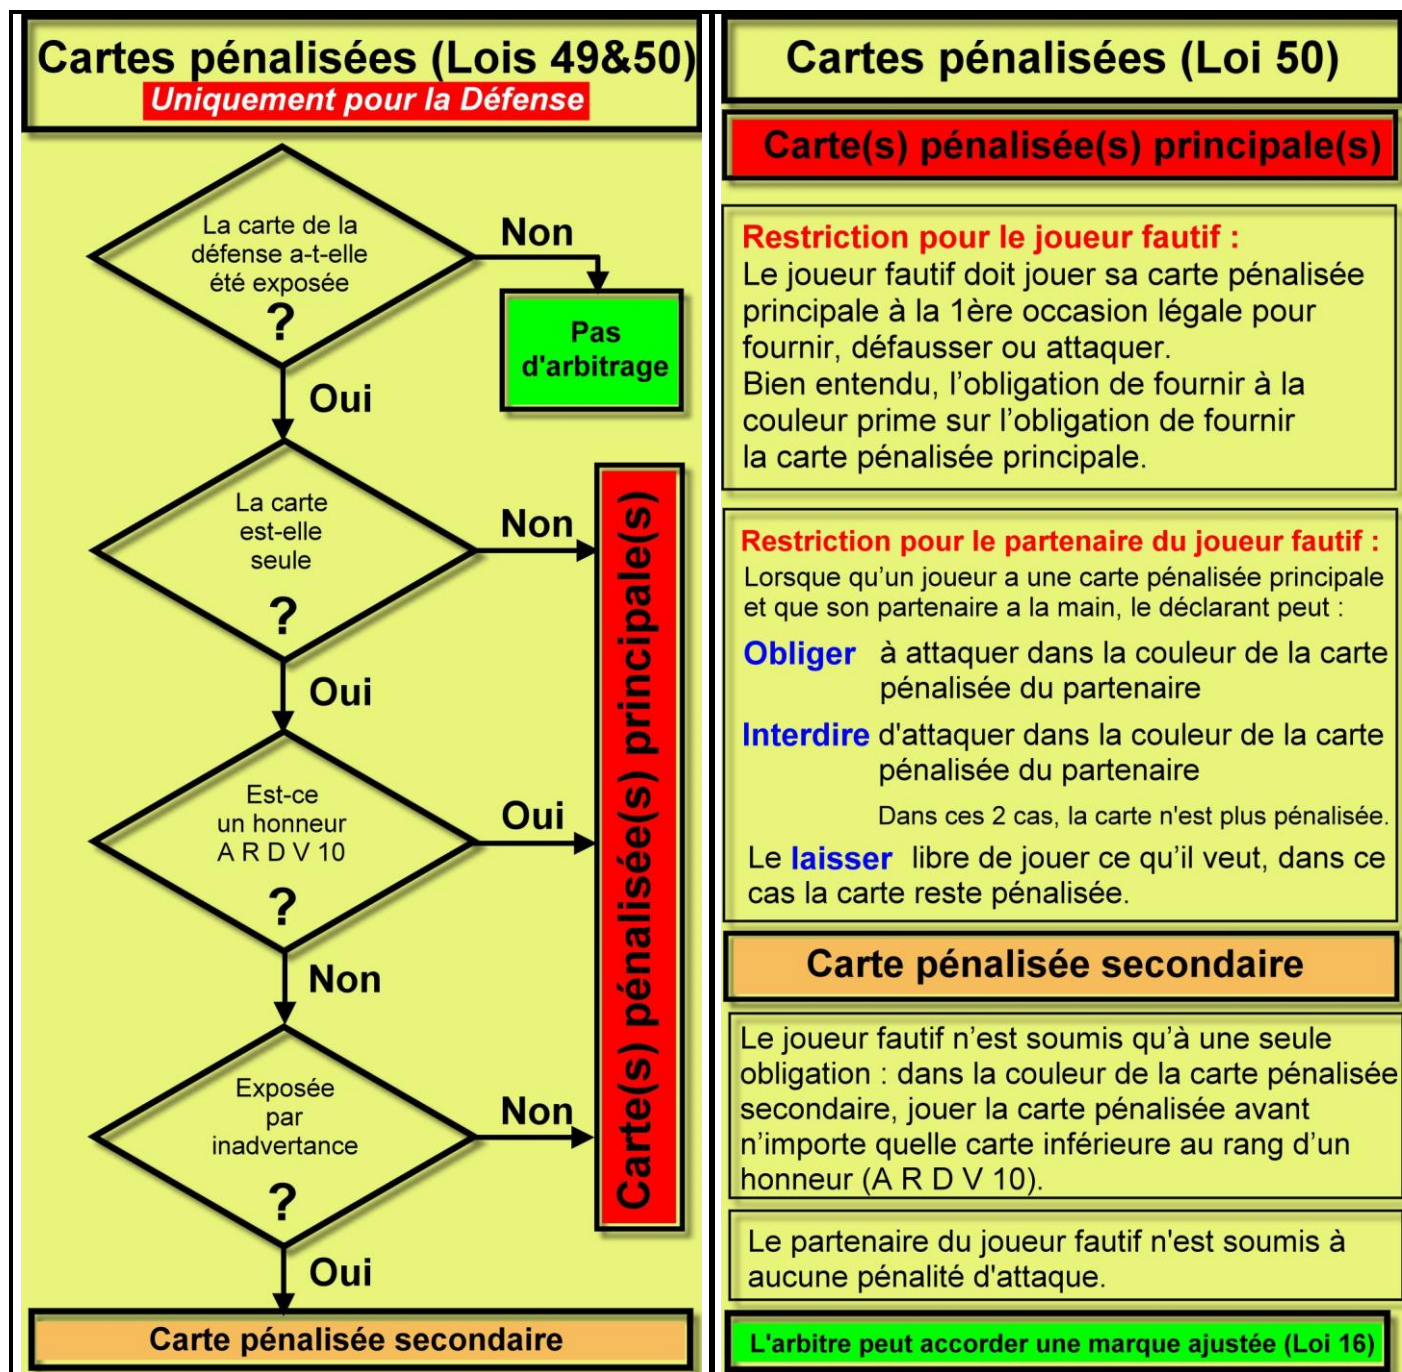 Cartes pénalisées (Lois 49&50)
Uniquement pour la Défense
La carte de la
défense a-t-elle
été exposée
?
Non
Pas
d'arbitrage
Oui
La carte
est-elle
seule
?
Non
Oui
Est-ce
un honneur
A R D V 10
?
Oui
Non
Exposée
par
inadvertance
?
Non
Oui
Carte(s) pénalisée(s) principale(s)
Carte pénalisée secondaire
Cartes pénalisées (Loi 50)
Carte(s) pénalisée(s) principale(s)
Restriction pour le joueur fautif :
Le joueur fautif doit jouer sa carte pénalisée
principale à la 1ère occasion légale pour
fournir, défausser ou attaquer.
Bien entendu, l'obligation de fournir à la
couleur prime sur l'obligation de fournir
la carte pénalisée principale.
Restriction pour le partenaire du joueur fautif :
Lorsque qu'un joueur a une carte pénalisée principale
et que son partenaire a la main, le déclarant peut :
Obliger à attaquer dans la couleur de la carte
pénalisée du partenaire
Interdire d'attaquer dans la couleur de la carte
pénalisée du partenaire
Dans ces 2 cas, la carte n'est plus pénalisée.
Le laisser libre de jouer ce qu'il veut, dans ce
cas la carte reste pénalisée.
Carte pénalisée secondaire
Le joueur fautif n'est soumis qu'à une seule
obligation : dans la couleur de la carte pénalisée
secondaire, jouer la carte pénalisée avant
n'importe quelle carte inférieure au rang d'un
honneur (A R D V 10).
Le partenaire du joueur fautif n'est soumis à
aucune pénalité d'attaque.
L'arbitre peut accorder une marque ajustée (Loi 16)